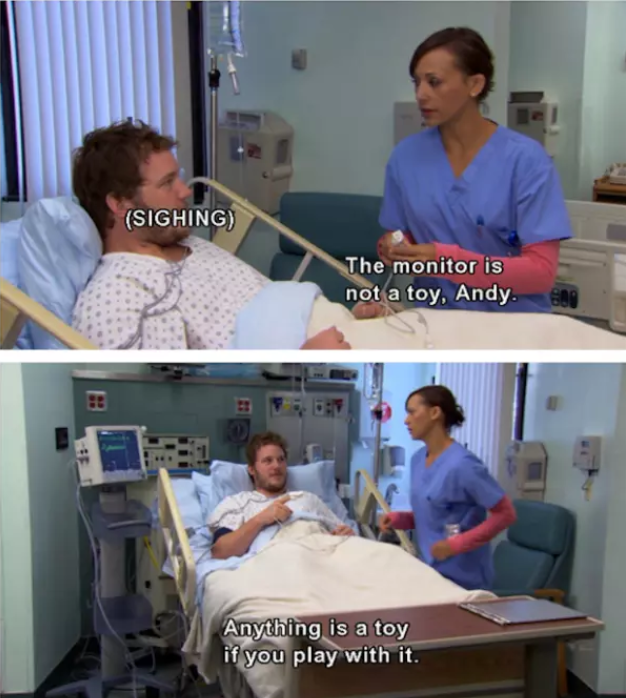 (SIGHING)
The monitor is
not a toy, Andy.
Anything is a toy
if you play with it.